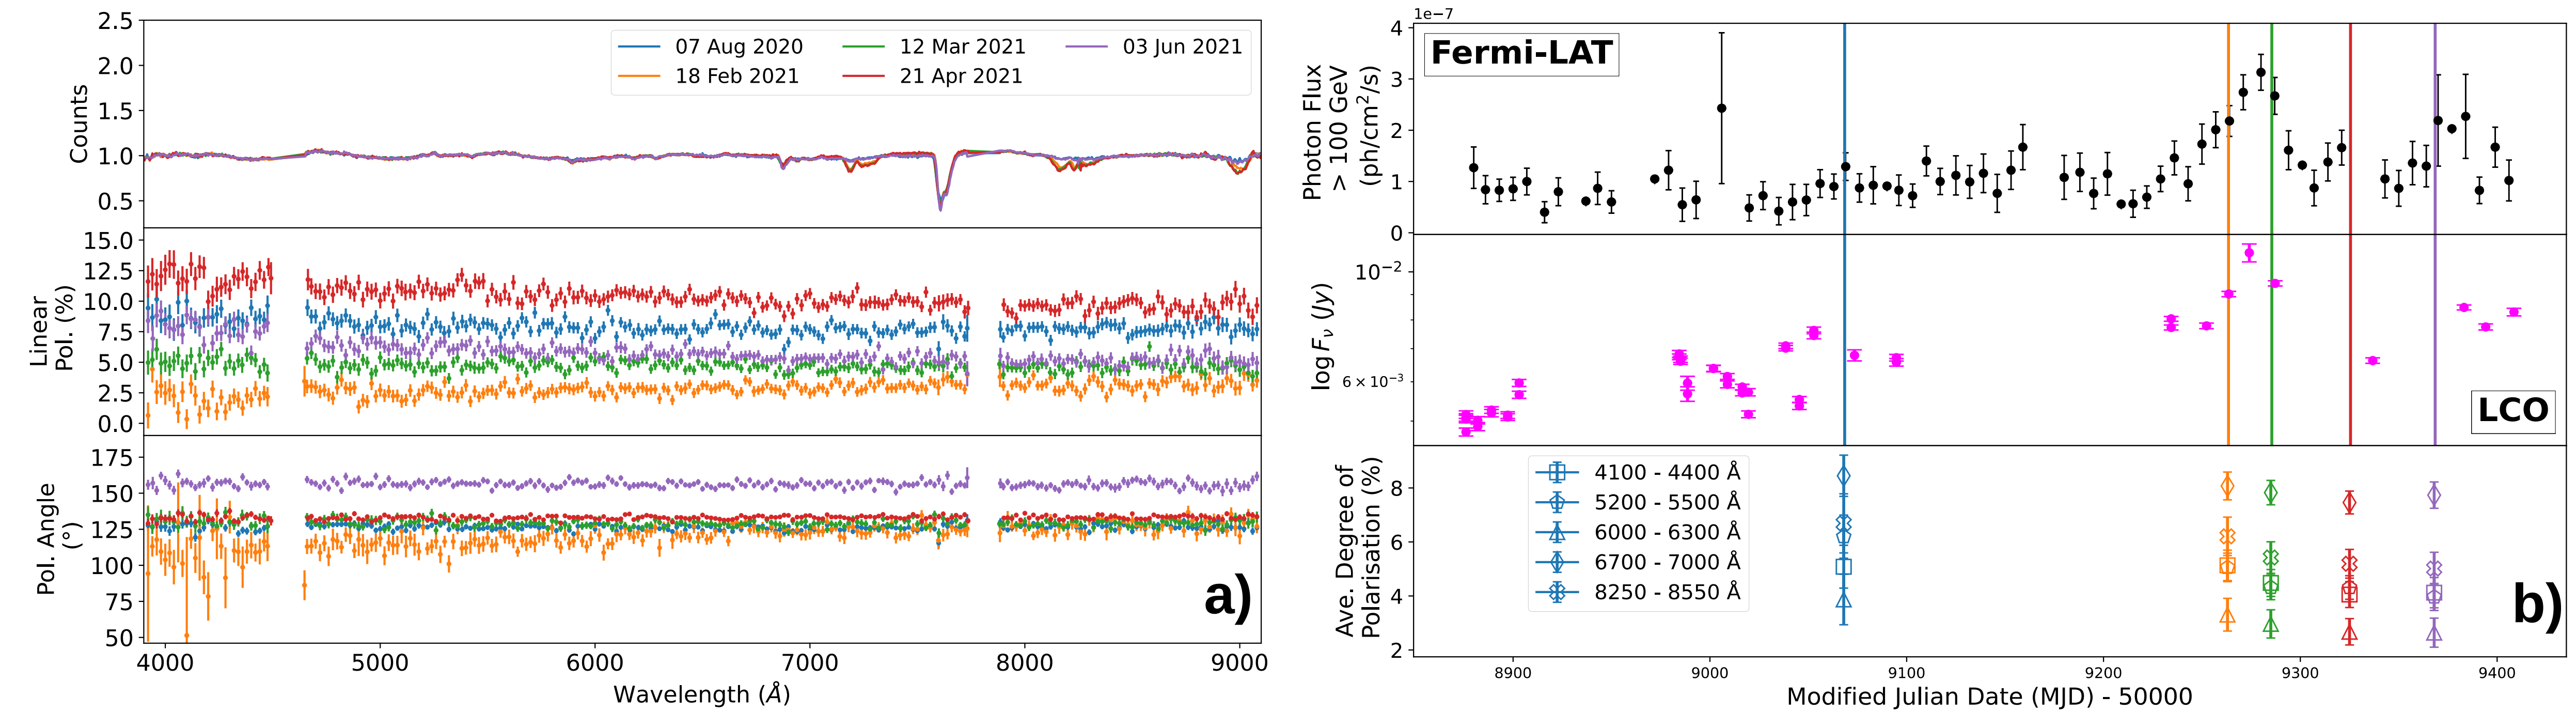 2.5
2.0
1.5
1.0
0.5
Counts
07 Aug 2020
18 Feb 2021
12 Mar 2021
21 Apr 2021
03 Jun 2021
15.0
12.5
10.0
7.5
5.0
2.5
0.0
Linear
Pol. (%)
175
150
125
100
75
50
Pol. Angle
(°)
a)
4000 5000 6000 7000 8000 9000
Wavelength (Å)
1e−7
4
3
2
1
0
Photon Flux
> 100 GeV
(ph/cm²/s)
Fermi-LAT
10⁻²
6 × 10⁻³
log Fν (Jy)
LCO
8
6
4
2
Ave. Degree of
Polarisation (%)
4100 - 4400 Å
5200 - 5500 Å
6000 - 6300 Å
6700 - 7000 Å
8250 - 8550 Å
b)
8900 9000 9100 9200 9300 9400
Modified Julian Date (MJD) - 50000